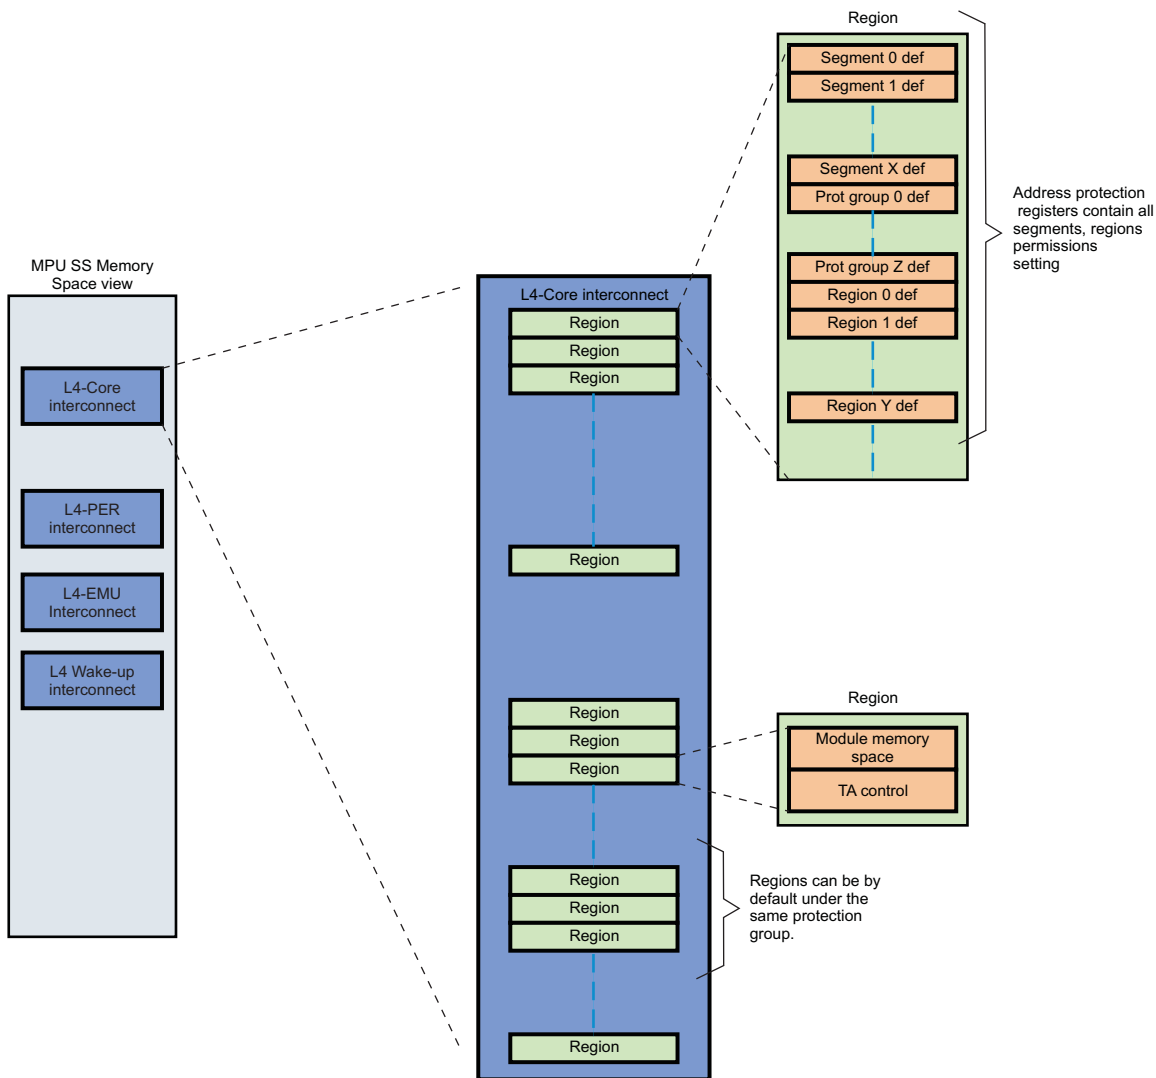 MPU SS Memory
Space view
L4-Core
interconnect
L4-PER
interconnect
L4-EMU
Interconnect
L4 Wake-up
interconnect
L4-Core interconnect
Region
Region
Region
Region
Region
Region
Region
Region
Region
Region
Region
Region
Segment 0 def
Segment 1 def
Segment X def
Prot group 0 def
Prot group Z def
Region 0 def
Region 1 def
Region Y def
Address protection
registers contain all
segments, regions
permissions
setting
Region
Module memory
space
TA control
Regions can be by
default under the
same protection
group.